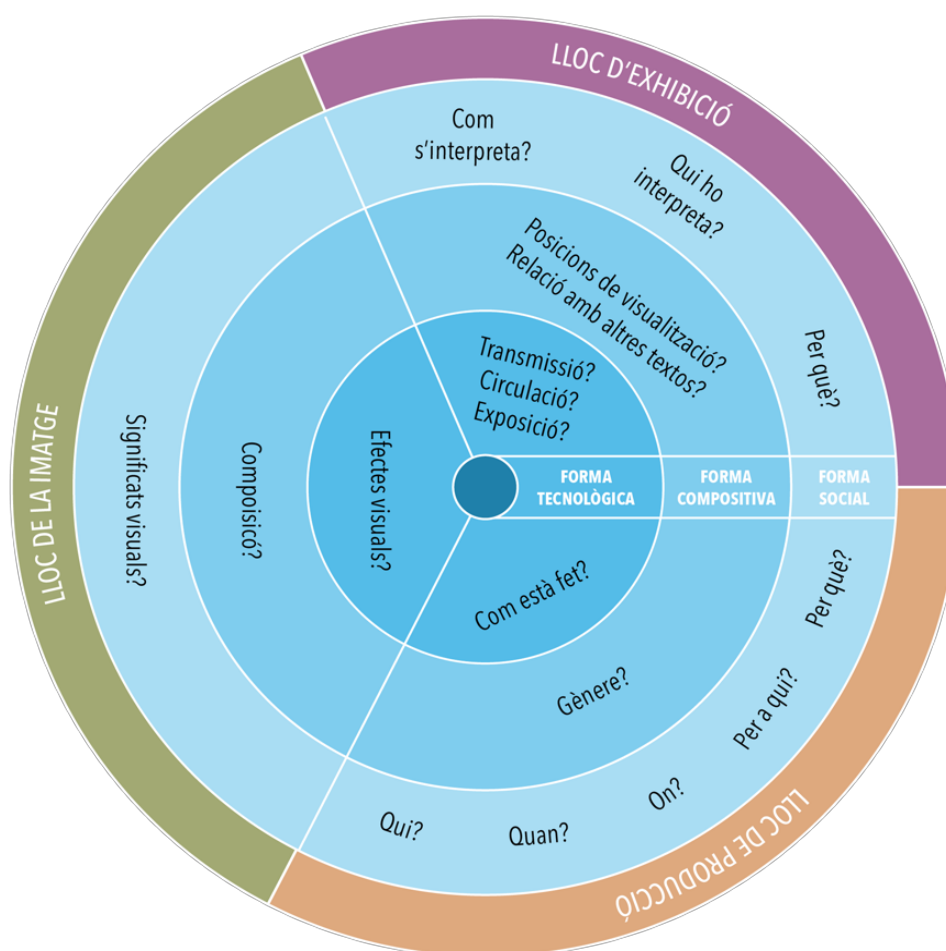 LLOC D'EXHIBICIÓ
Com
s'interpreta?
Qui ho
interpreta?
Per què?
Posicions de visualització?
Relació amb altres textos?
Transmissió?
Circulació?
Exposició?
LLOC DE LA IMATGE
Significats visuals?
Compoisicó?
Efectes visuals?
FORMA
TECNOLÒGICA
FORMA
COMPOSITIVA
FORMA
SOCIAL
Com està fet?
Gènere?
Qui?
Quan?
On?
Per a qui?
Per què?
LLOC DE PRODUCCIÓ